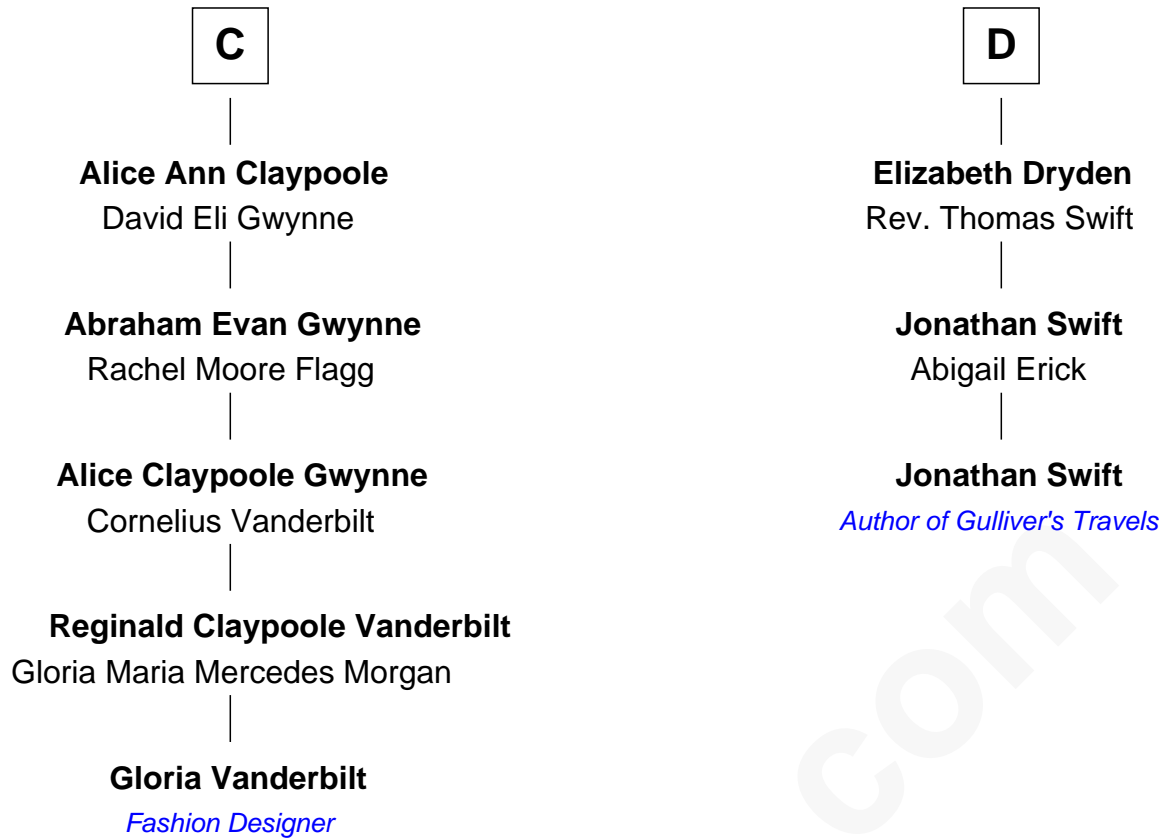 C
Alice Ann Claypoole
David Eli Gwynne
Abraham Evan Gwynne
Rachel Moore Flagg
Alice Claypoole Gwynne
Cornelius Vanderbilt
Reginald Claypoole Vanderbilt
Gloria Maria Mercedes Morgan
Gloria Vanderbilt
Fashion Designer
D
Elizabeth Dryden
Rev. Thomas Swift
Jonathan Swift
Abigail Erick
Jonathan Swift
Author of Gulliver's Travels
com